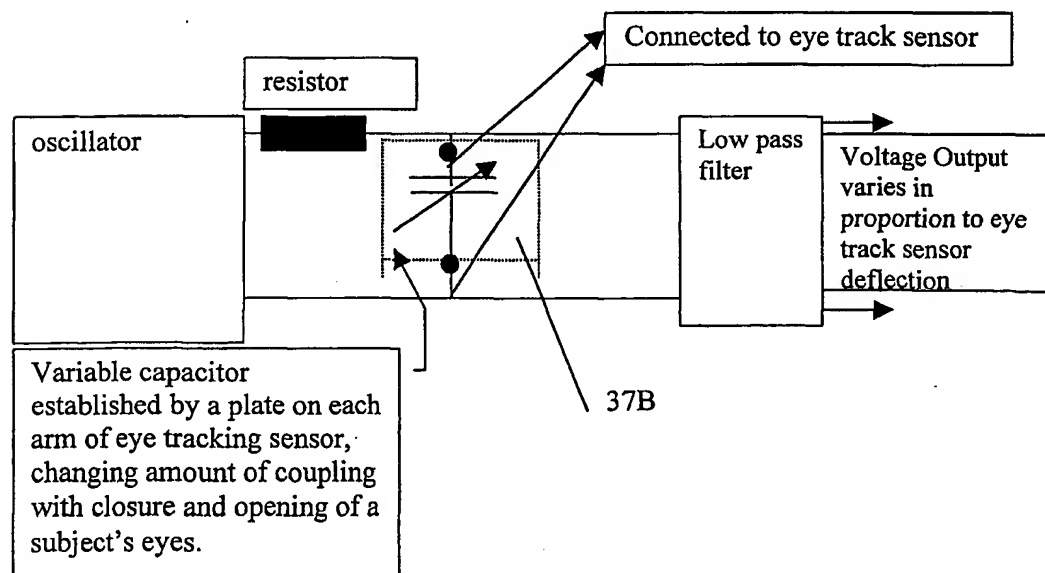 Connected to eye track sensor
resistor
oscillator
Low pass
filter
Voltage Output
varies in
proportion to eye
track sensor
deflection
37B
Variable capacitor
established by a plate on each
arm of eye tracking sensor,
changing amount of coupling
with closure and opening of a
subject's eyes.